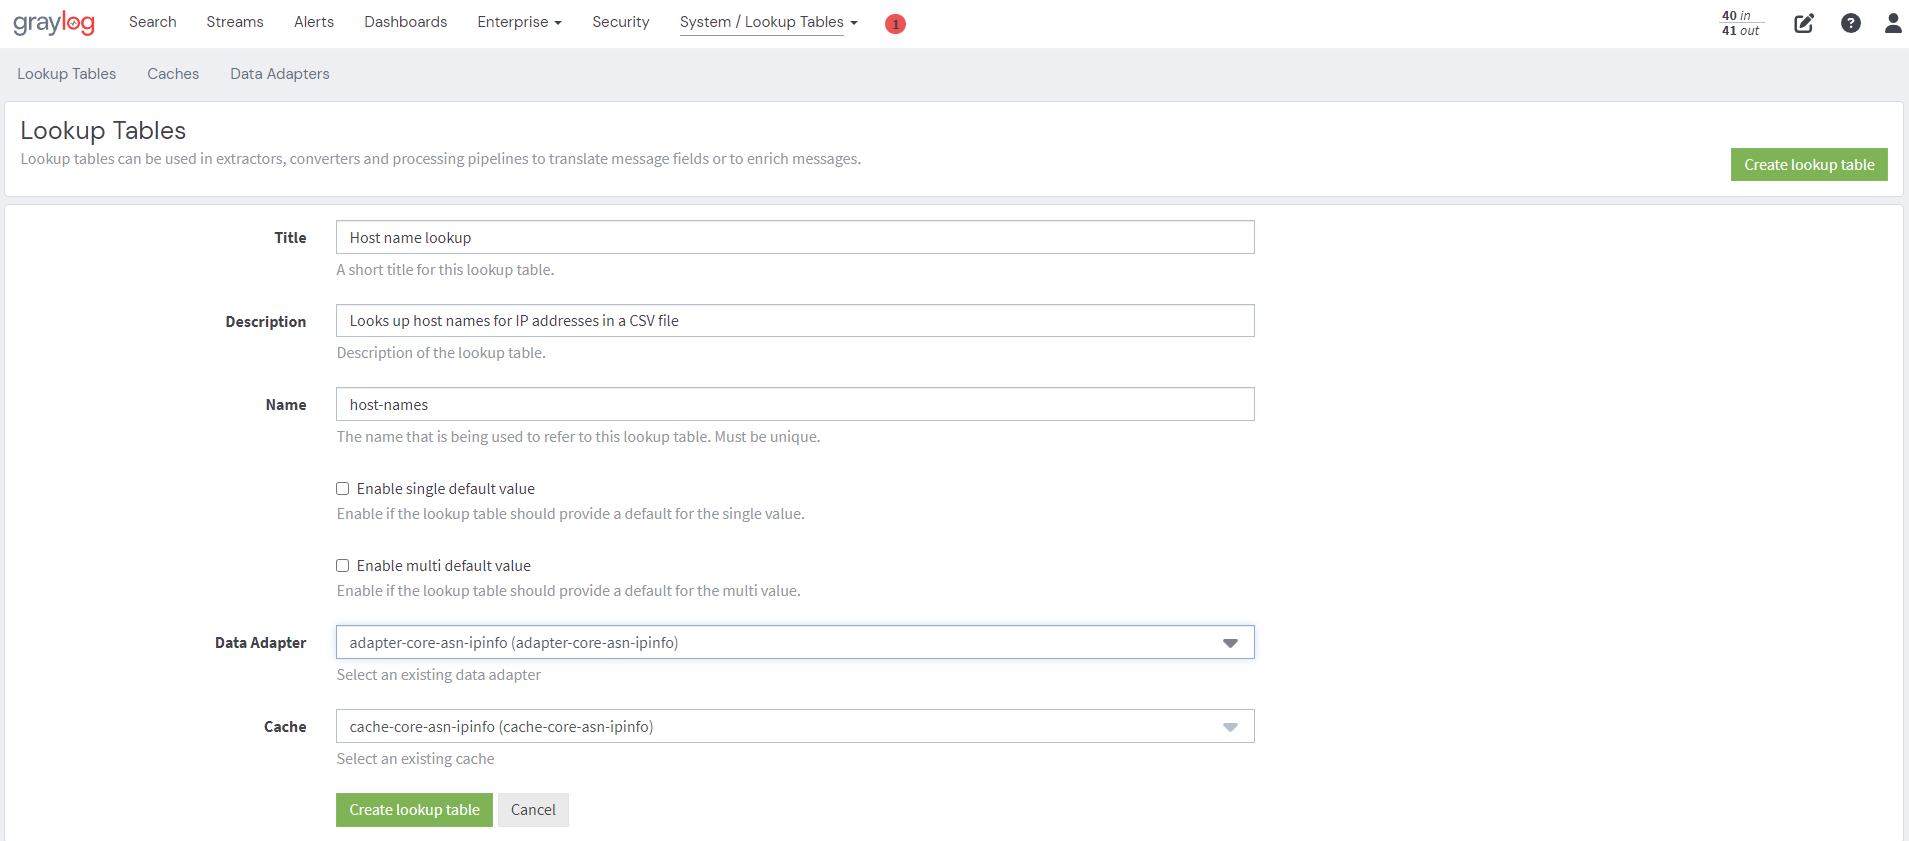 graylog Search Streams Alerts Dashboards Enterprise Security System / Lookup Tables 1 40 in
41 out ?
Lookup Tables Caches Data Adapters
Lookup Tables
Lookup tables can be used in extractors, converters and processing pipelines to translate message fields or to enrich messages.
Create lookup table
Title Host name lookup
A short title for this lookup table.
Description Looks up host names for IP addresses in a CSV file
Description of the lookup table.
Name host-names
The name that is being used to refer to this lookup table. Must be unique.
Enable single default value
Enable if the lookup table should provide a default for the single value.
Enable multi default value
Enable if the lookup table should provide a default for the multi value.
Data Adapter adapter-core-asn-ipinfo (adapter-core-asn-ipinfo)
Select an existing data adapter
Cache cache-core-asn-ipinfo (cache-core-asn-ipinfo)
Select an existing cache
Create lookup table Cancel